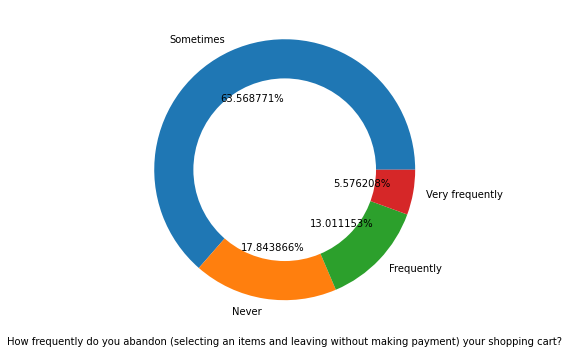 Sometimes
63.568771%
5.576208%
Very frequently
13.011153%
17.843866%
Frequently
Never
How frequently do you abandon (selecting an items and leaving without making payment) your shopping cart?